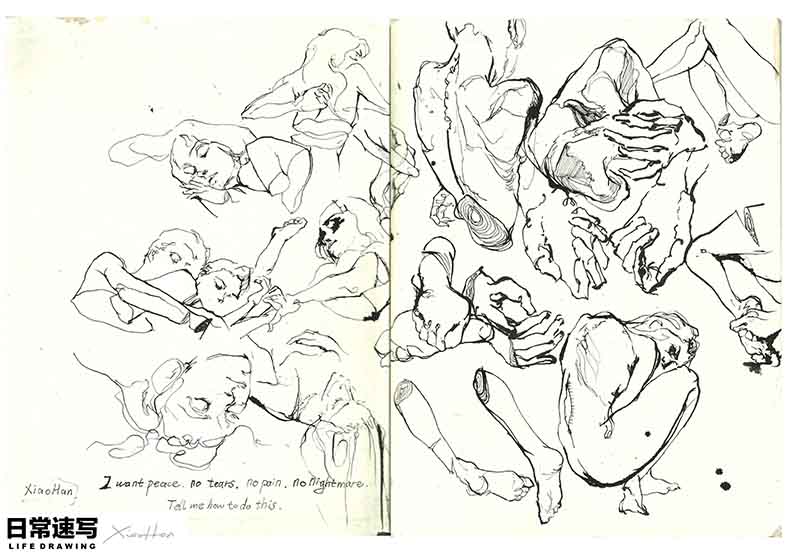 XiaoHan
I want peace. no tears. no pain. no nightmare.
Tell me how to do this.
日常速写
LIFE DRAWING
XiaoHan